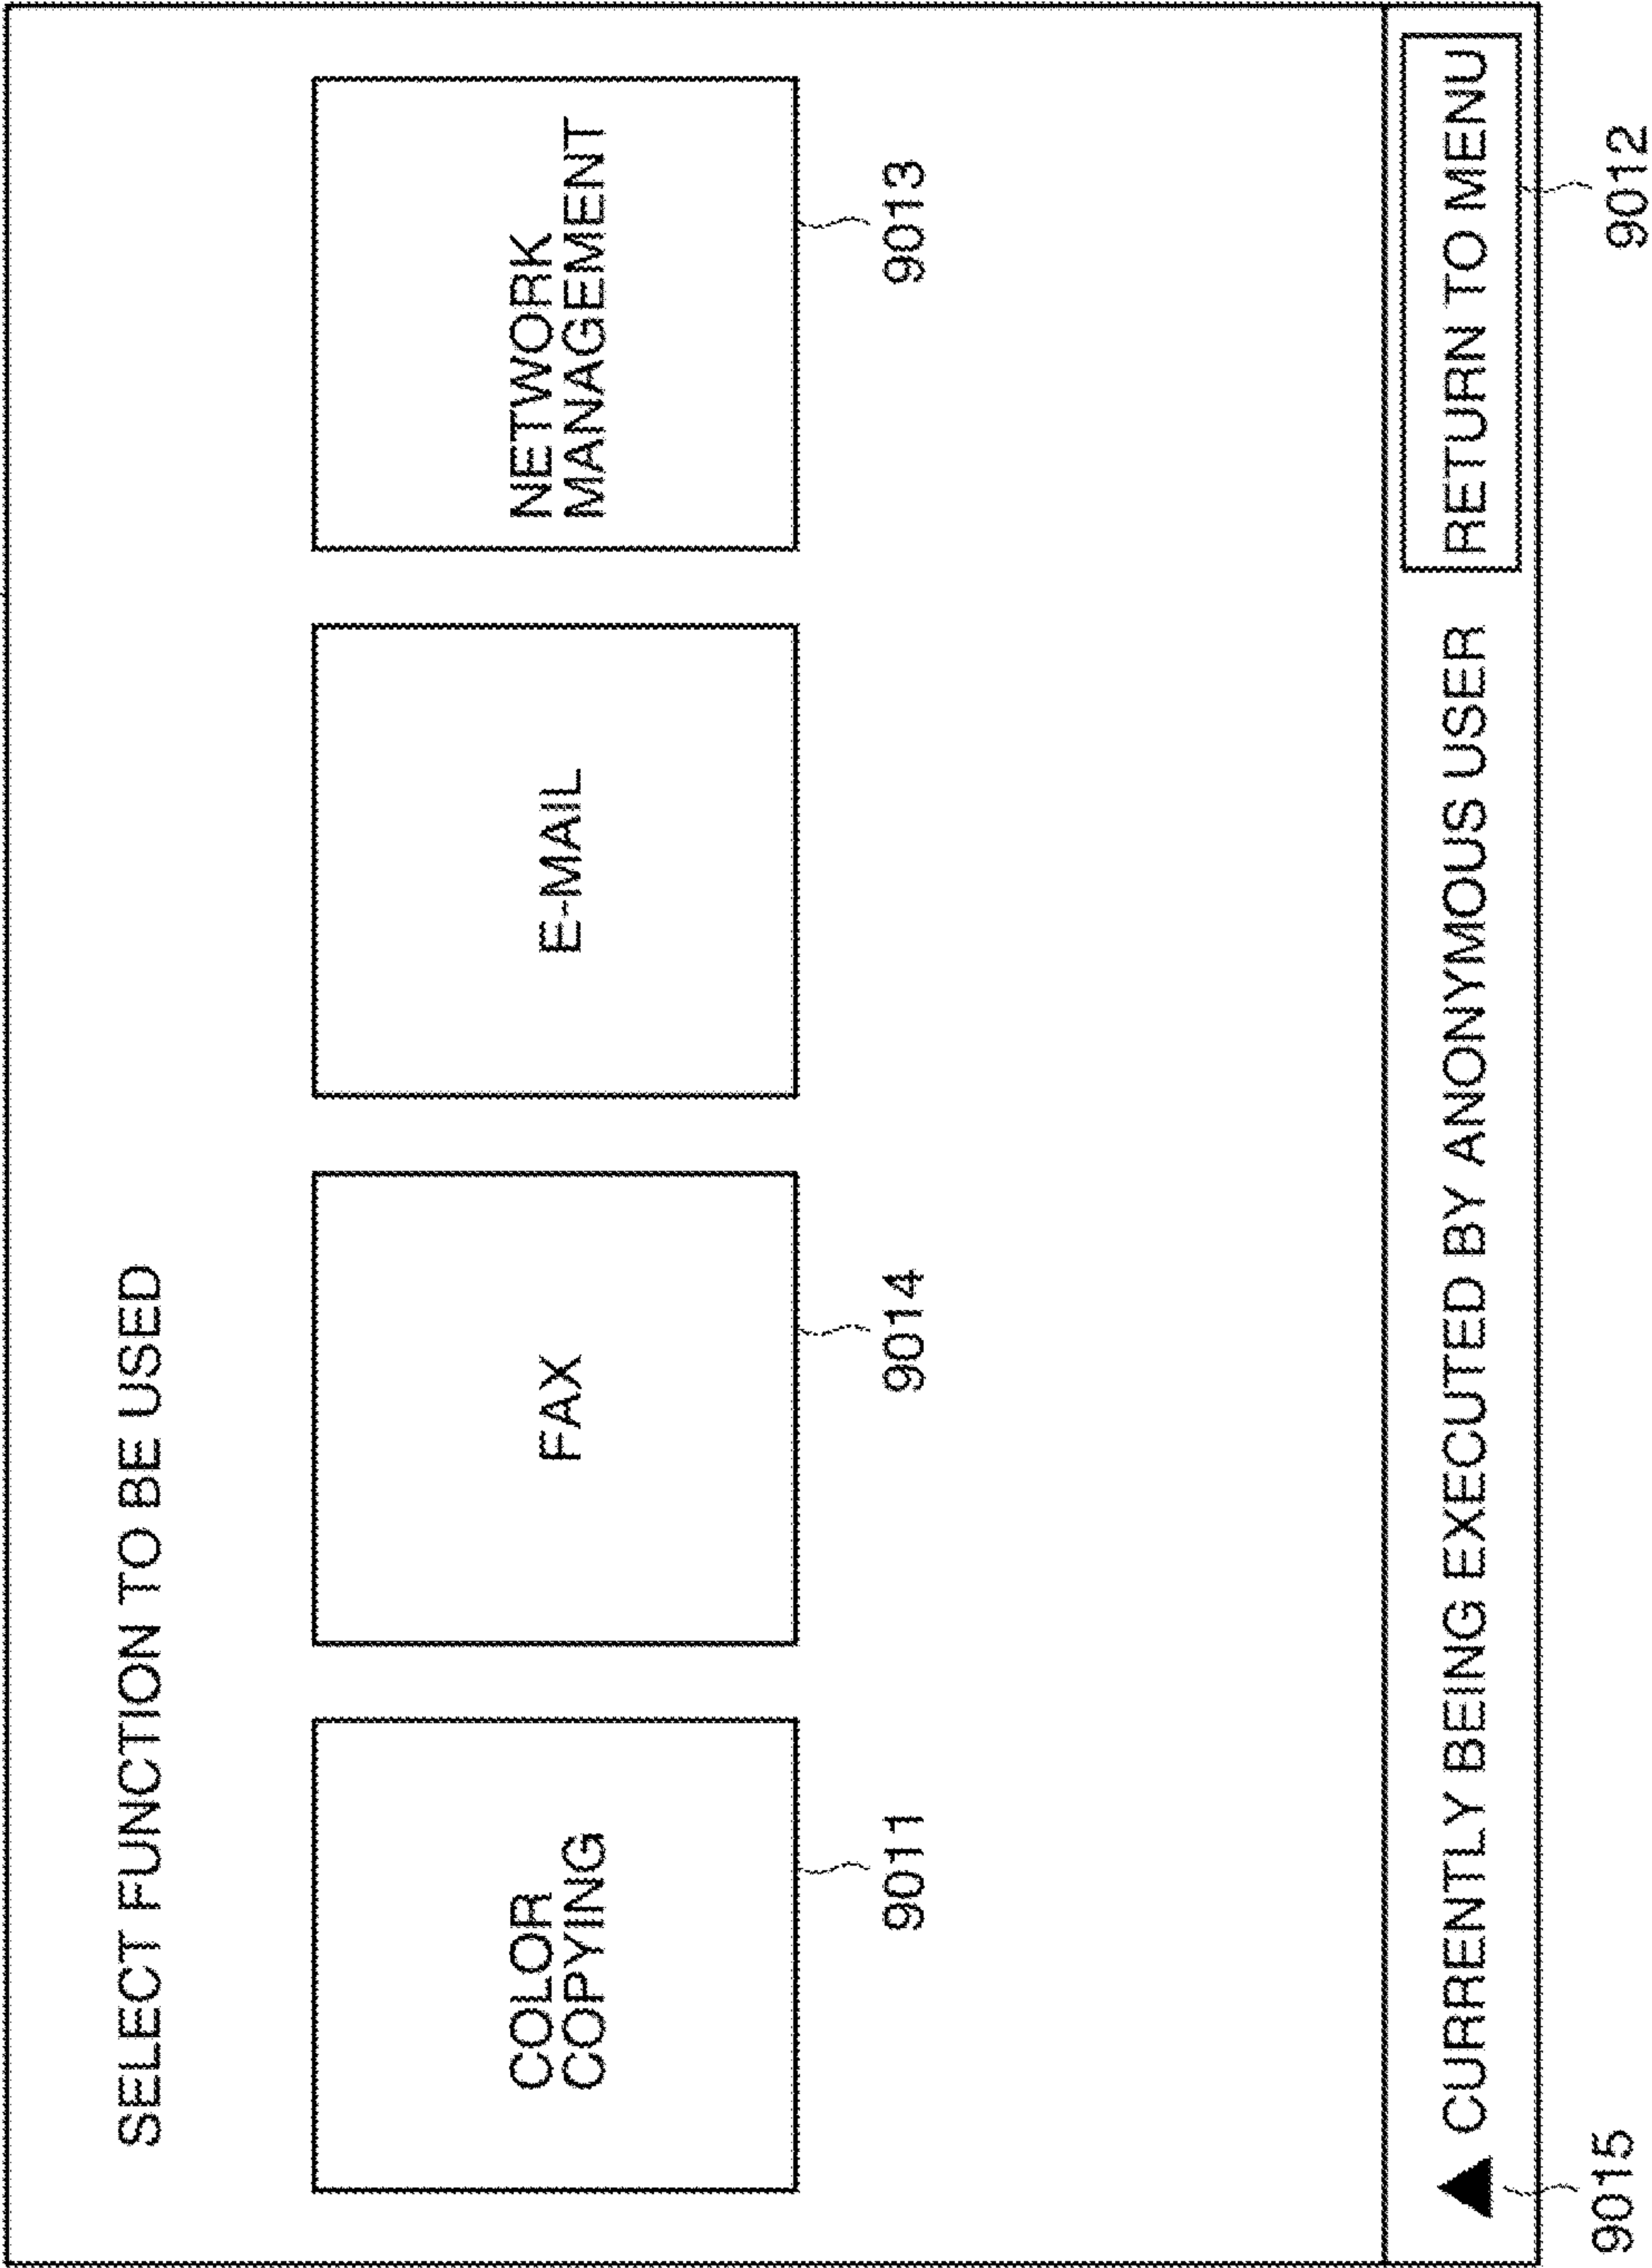 SELECT FUNCTION TO BE USED
COLOR
COPYING
FAX
E-MAIL
NETWORK
MANAGEMENT
9011
9014
9013
CURRENTLY BEING EXECUTED BY ANONYMOUS USER
RETURN TO MENU
9015
9012